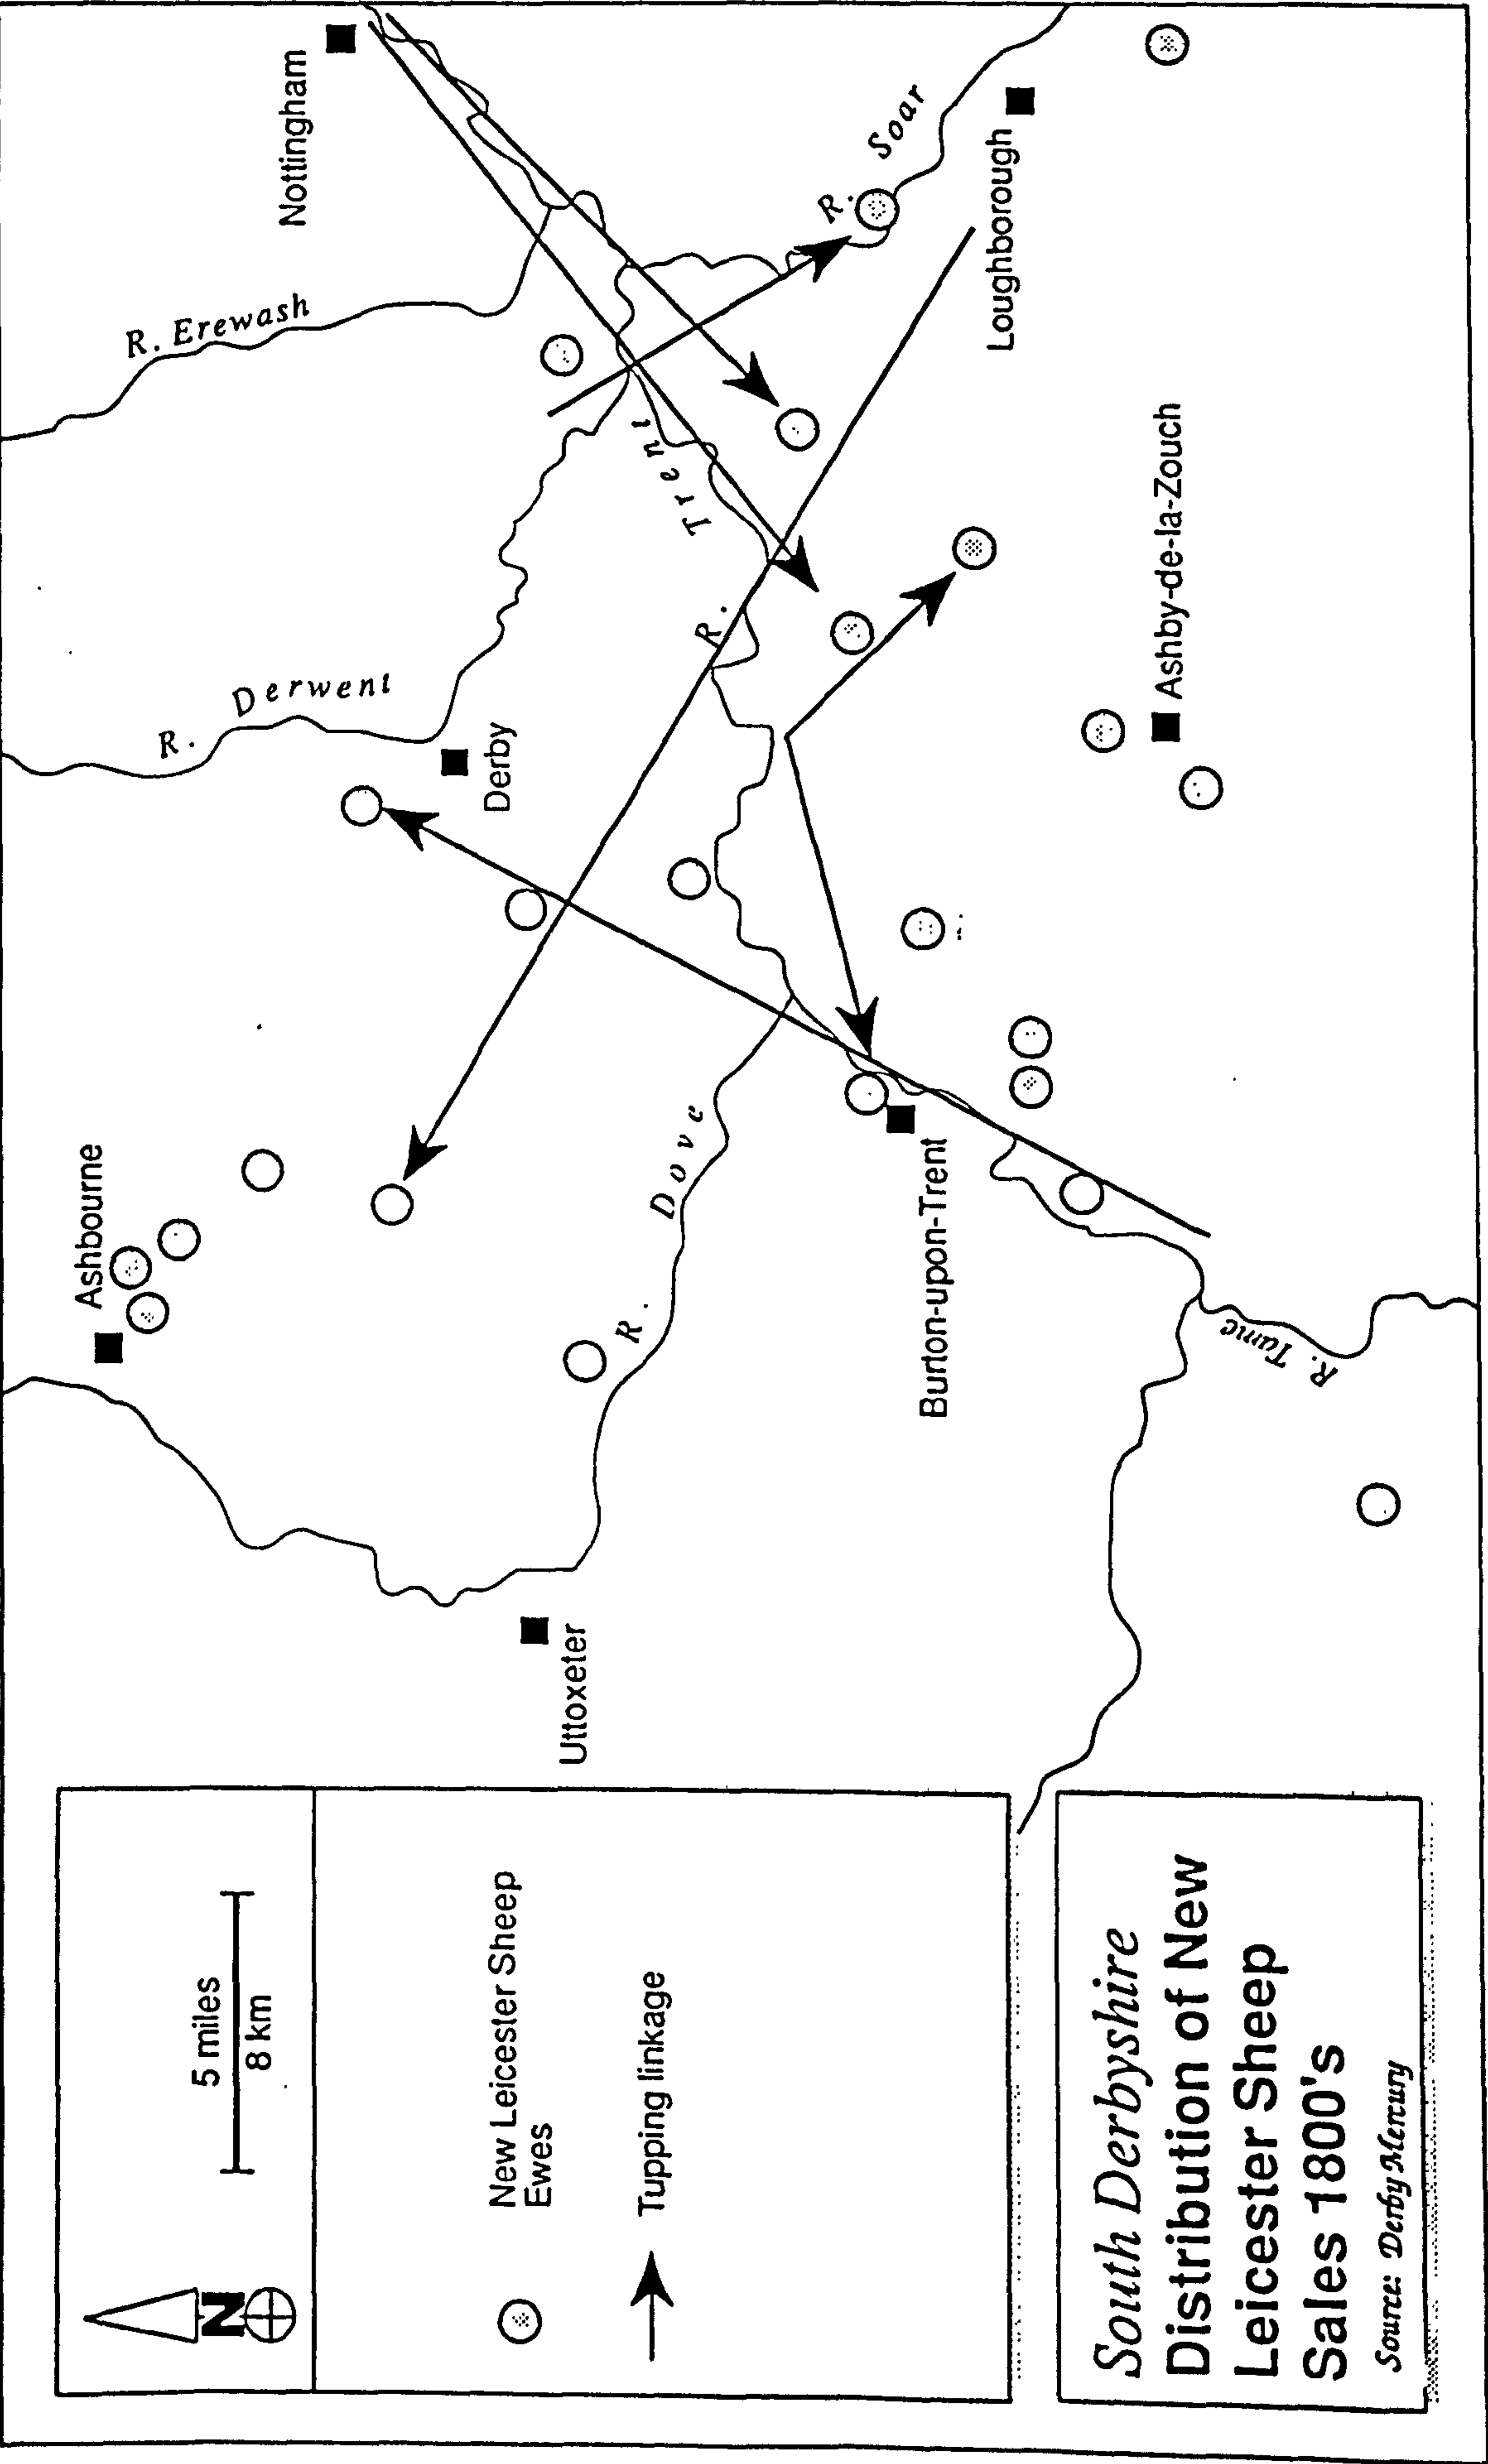 Ashbourne
Nottingham
R. Erewash
R. Derwent
Derby
Uttoxeter
R. Dove
R. Trent
R. Soar
Burton-upon-Trent
Loughborough
Ashby-de-la-Zouch
R. Tame
5 miles
8 km
N
New Leicester Sheep
Ewes
Tupping linkage
South Derbyshire
Distribution of New
Leicester Sheep
Sales 1800's
Source: Derby Mercury